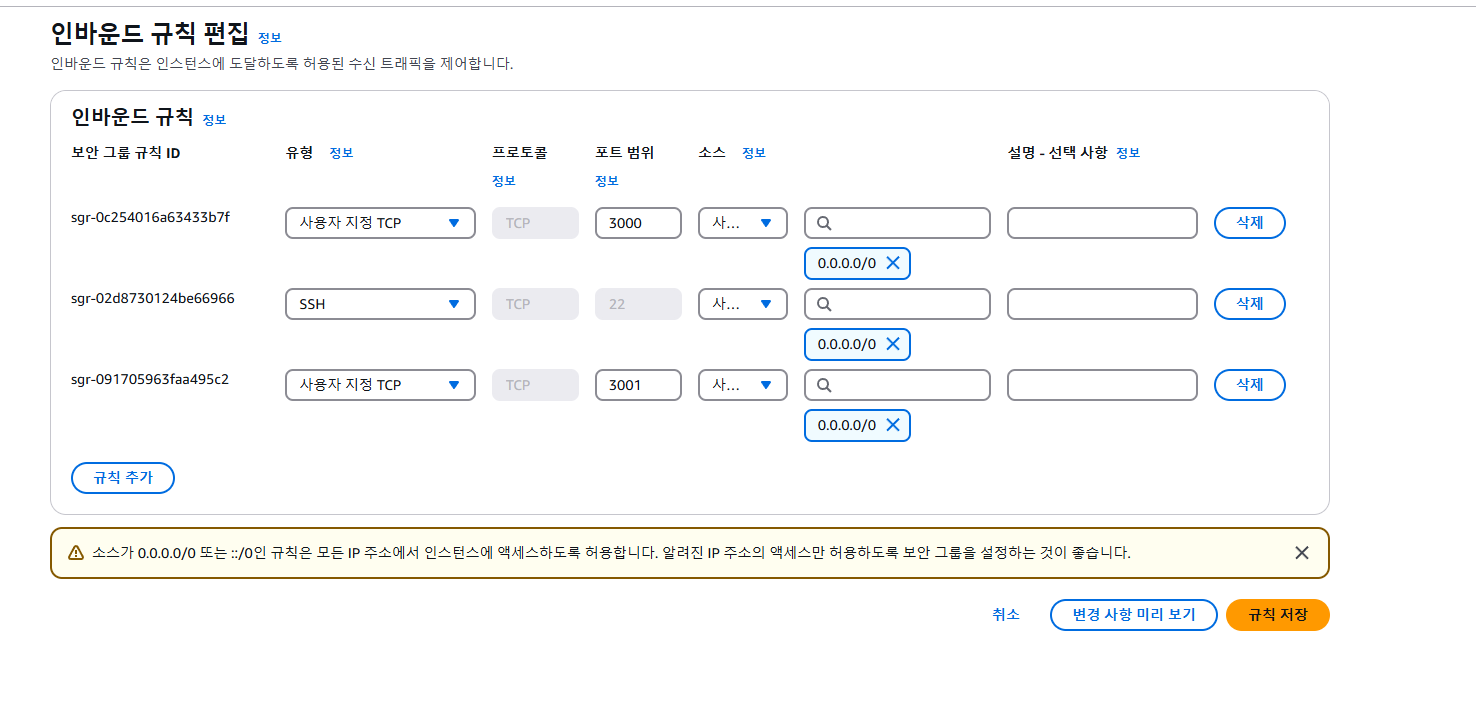 인바운드 규칙 편집 정보
인바운드 규칙은 인스턴스에 도달하도록 허용된 수신 트래픽을 제어합니다.
인바운드 규칙 정보
보안 그룹 규칙 ID 유형 정보 프로토콜 정보 포트 범위 정보 소스 정보 설명 - 선택 사항 정보
sgr-0c254016a63433b7f 사용자 지정 TCP TCP 3000 사... 삭제
0.0.0.0/0
sgr-02d8730124be66966 SSH TCP 22 사... 삭제
0.0.0.0/0
sgr-091705963faa495c2 사용자 지정 TCP TCP 3001 사... 삭제
0.0.0.0/0
규칙 추가
소스가 0.0.0.0/0 또는 ::/0인 규칙은 모든 IP 주소에서 인스턴스에 액세스하도록 허용합니다. 알려진 IP 주소의 액세스만 허용하도록 보안 그룹을 설정하는 것이 좋습니다.
취소 변경 사항 미리 보기 규칙 저장